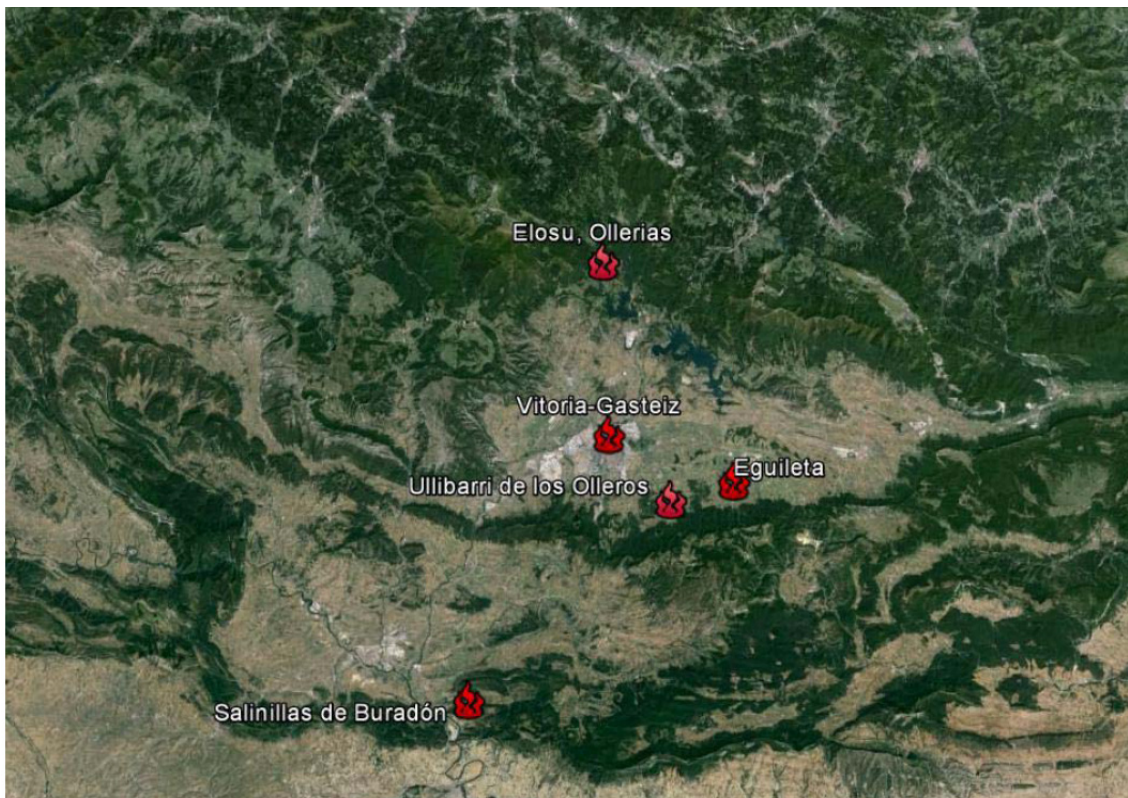 Elosu, Ollerias
Vitoria-Gasteiz
Eguileta
Ullibarri de los Olleros
Salinillas de Buradón